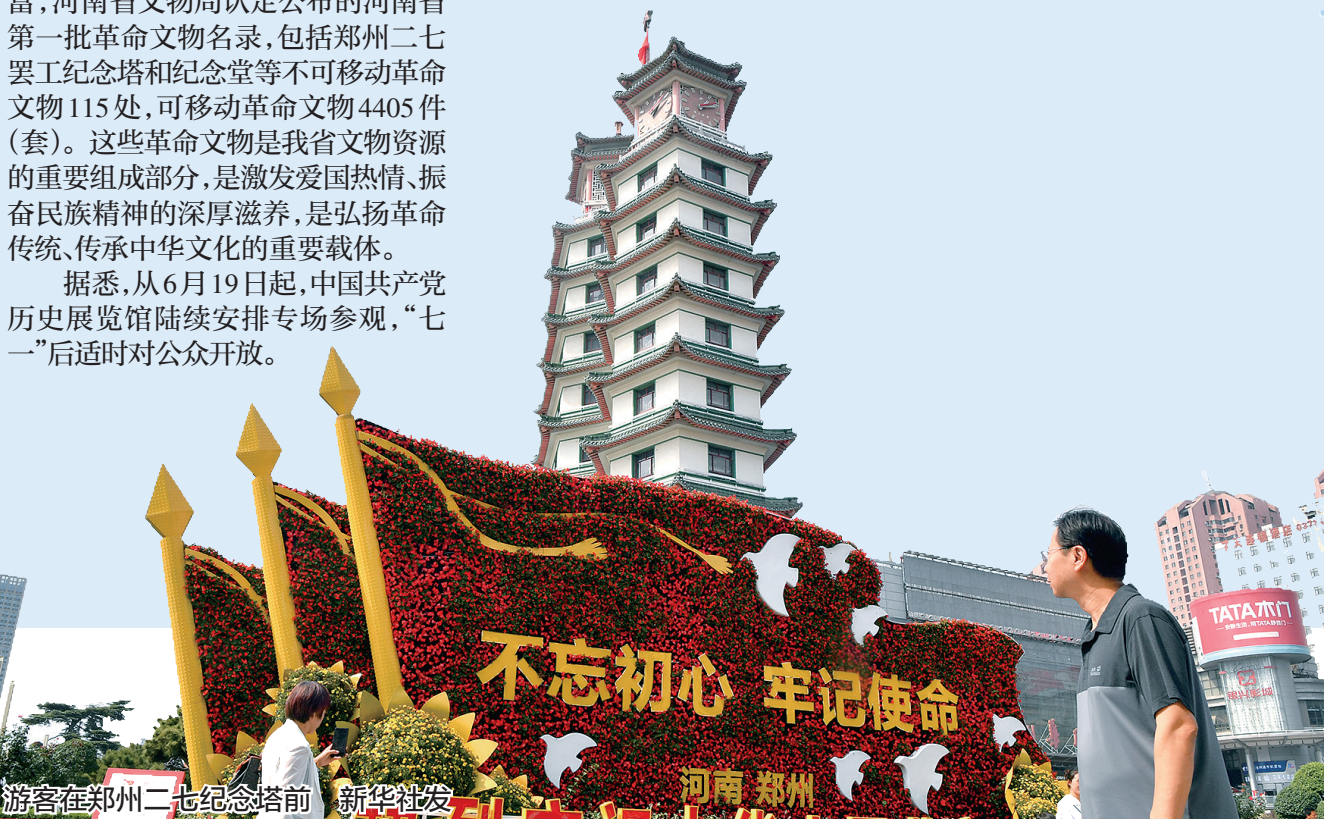 富，河南省文物局认定公布的河南省
第一批革命文物名录，包括郑州二七
罢工纪念塔和纪念堂等不可移动革命
文物115处，可移动革命文物4405件
（套）。这些革命文物是我省文物资源
的重要组成部分，是激发爱国热情、振
奋民族精神的深厚滋养，是弘扬革命
传统、传承中华文化的重要载体。
据悉，从6月19日起，中国共产党
历史展览馆陆续安排专场参观，“七
一”后适时对公众开放。
不忘初心 牢记使命
河南 郑州
TATA木门
游客在郑州二七纪念塔前 新华社发